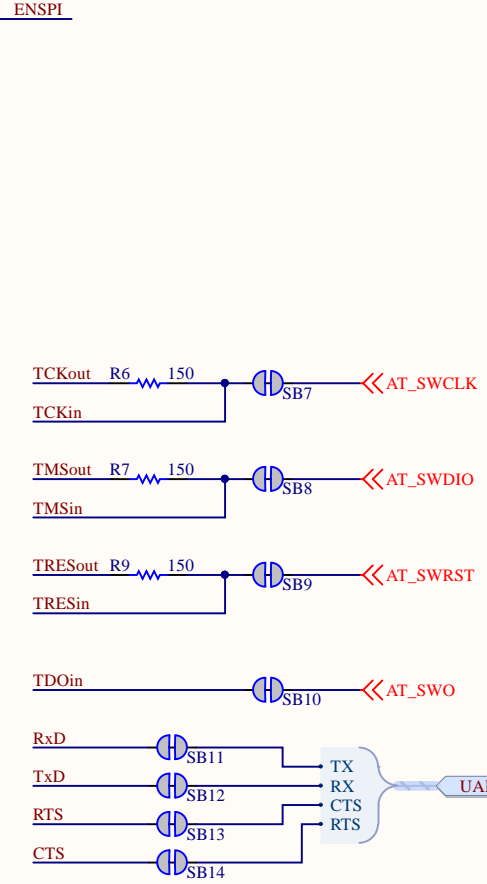 ENSPI
TCKout R6 150
SB7
AT_SWCLK
TCKin
TMSout R7 150
SB8
AT_SWDIO
TMSin
TRESout R9 150
SB9
AT_SWRST
TRESin
TDOin
SB10
AT_SWO
RxD
SB11
TX
TxD
SB12
RX
UA
RTS
SB13
CTS
RTS
CTS
SB14